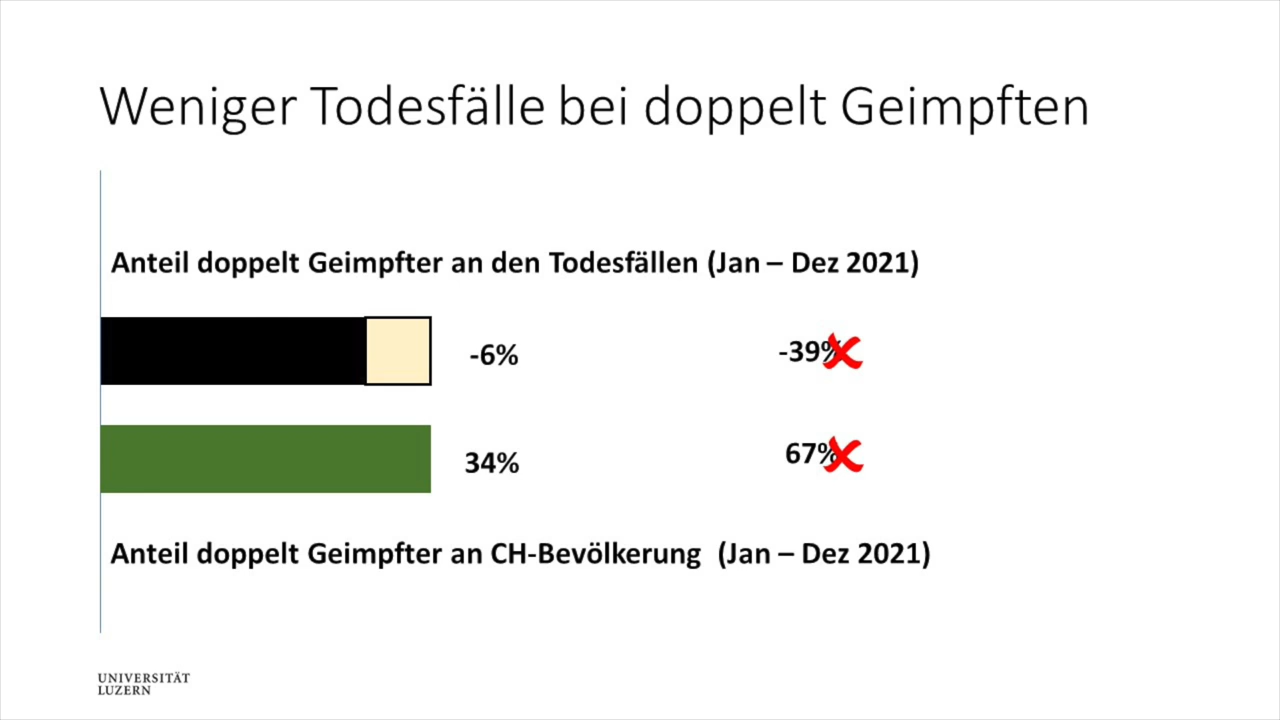 Weniger Todesfälle bei doppelt Geimpften
Anteil doppelt Geimpfter an den Todesfällen (Jan – Dez 2021)
-6% -39%
34% 67%
Anteil doppelt Geimpfter an CH-Bevölkerung (Jan – Dez 2021)
UNIVERSITÄT
LUZERN